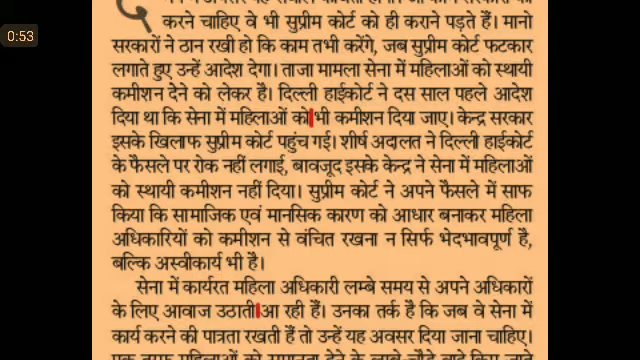 0:53
करने चाहिए वे भी सुप्रीम कोर्ट को ही कराने पड़ते हैं। मानो
सरकारों ने ठान रखी हो कि काम तभी करेंगे, जब सुप्रीम कोर्ट फटकार
लगाते हुए उन्हें आदेश देगा। ताजा मामला सेना में महिलाओं को स्थायी
कमीशन देने को लेकर है। दिल्ली हाईकोर्ट ने दस साल पहले आदेश
दिया था कि सेना में महिलाओं को भी कमीशन दिया जाए। केन्द्र सरकार
इसके खिलाफ सुप्रीम कोर्ट पहुंच गई। शीर्ष अदालत ने दिल्ली हाईकोर्ट
के फैसले पर रोक नहीं लगाई, बावजूद इसके केन्द्र ने सेना में महिलाओं
को स्थायी कमीशन नहीं दिया। सुप्रीम कोर्ट ने अपने फैसले में साफ
किया कि सामाजिक एवं मानसिक कारण को आधार बनाकर महिला
अधिकारियों को कमीशन से वंचित रखना न सिर्फ भेदभावपूर्ण है,
बल्कि अस्वीकार्य भी है।
सेना में कार्यरत महिला अधिकारी लम्बे समय से अपने अधिकारों
के लिए आवाज उठाती आ रही हैं। उनका तर्क है कि जब वे सेना में
कार्य करने की पात्रता रखती हैं तो उन्हें यह अवसर दिया जाना चाहिए।